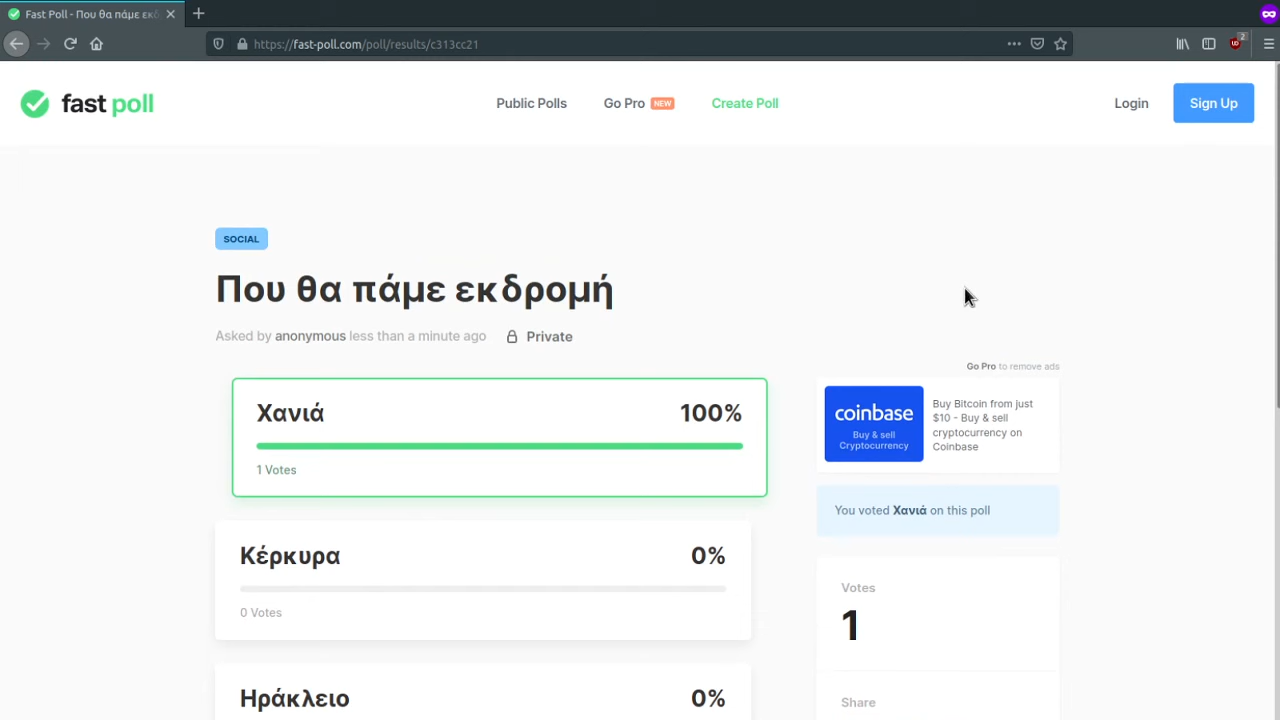 Fast Poll - Που θα πάμε εκδ
https://fast-poll.com/poll/results/c313cc21
2
fast poll
Public Polls
Go Pro NEW
Create Poll
Login
Sign Up
SOCIAL
Που θα πάμε εκδρομή
Asked by anonymous less than a minute ago
Private
Go Pro to remove ads
Χανιά 100%
1 Votes
coinbase
Buy & sell
Cryptocurrency
Buy Bitcoin from just
$10 - Buy & sell
cryptocurrency on
Coinbase
You voted Χανιά on this poll
Κέρκυρα 0%
0 Votes
Votes
1
Ηράκλειο 0%
Share